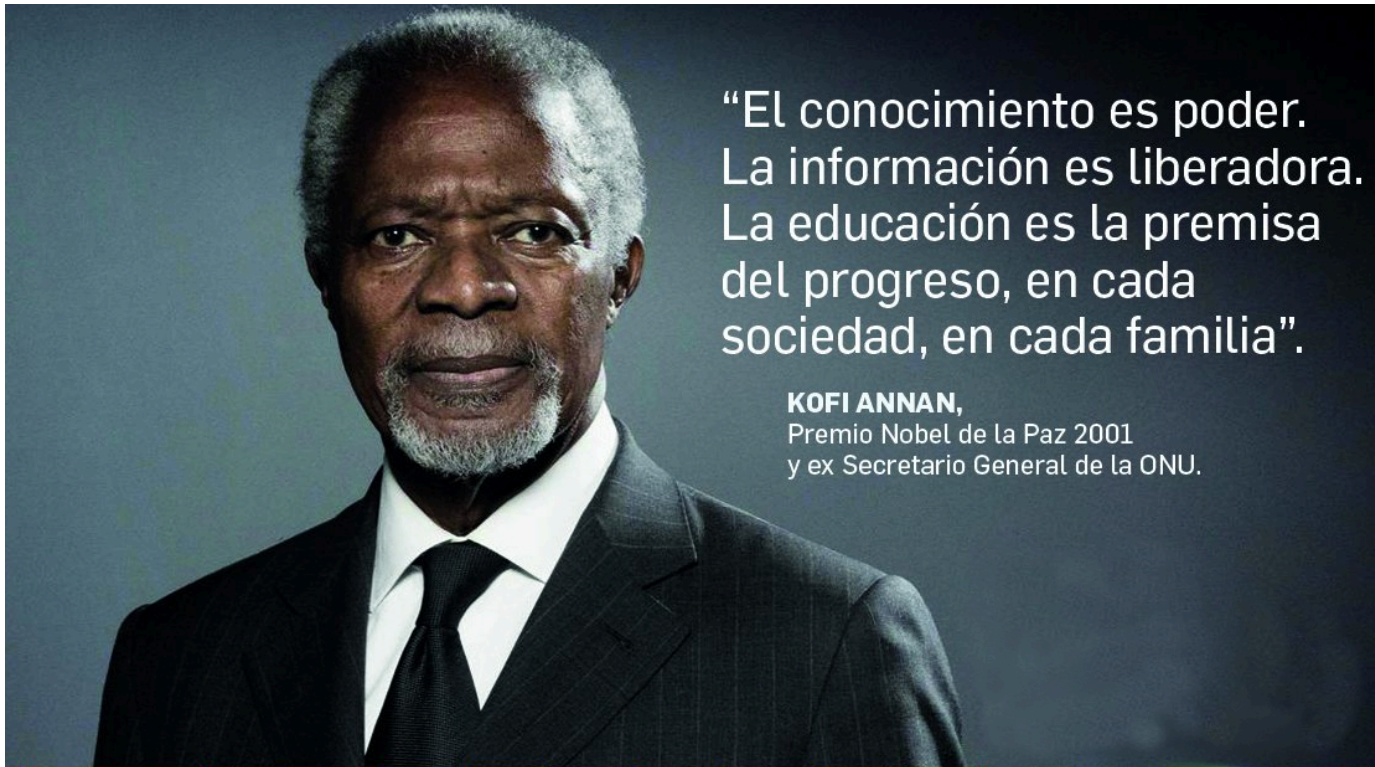 “El conocimiento es poder.
La información es liberadora.
La educación es la premisa
del progreso, en cada
sociedad, en cada familia”.
KOFI ANNAN,
Premio Nobel de la Paz 2001
y ex Secretario General de la ONU.